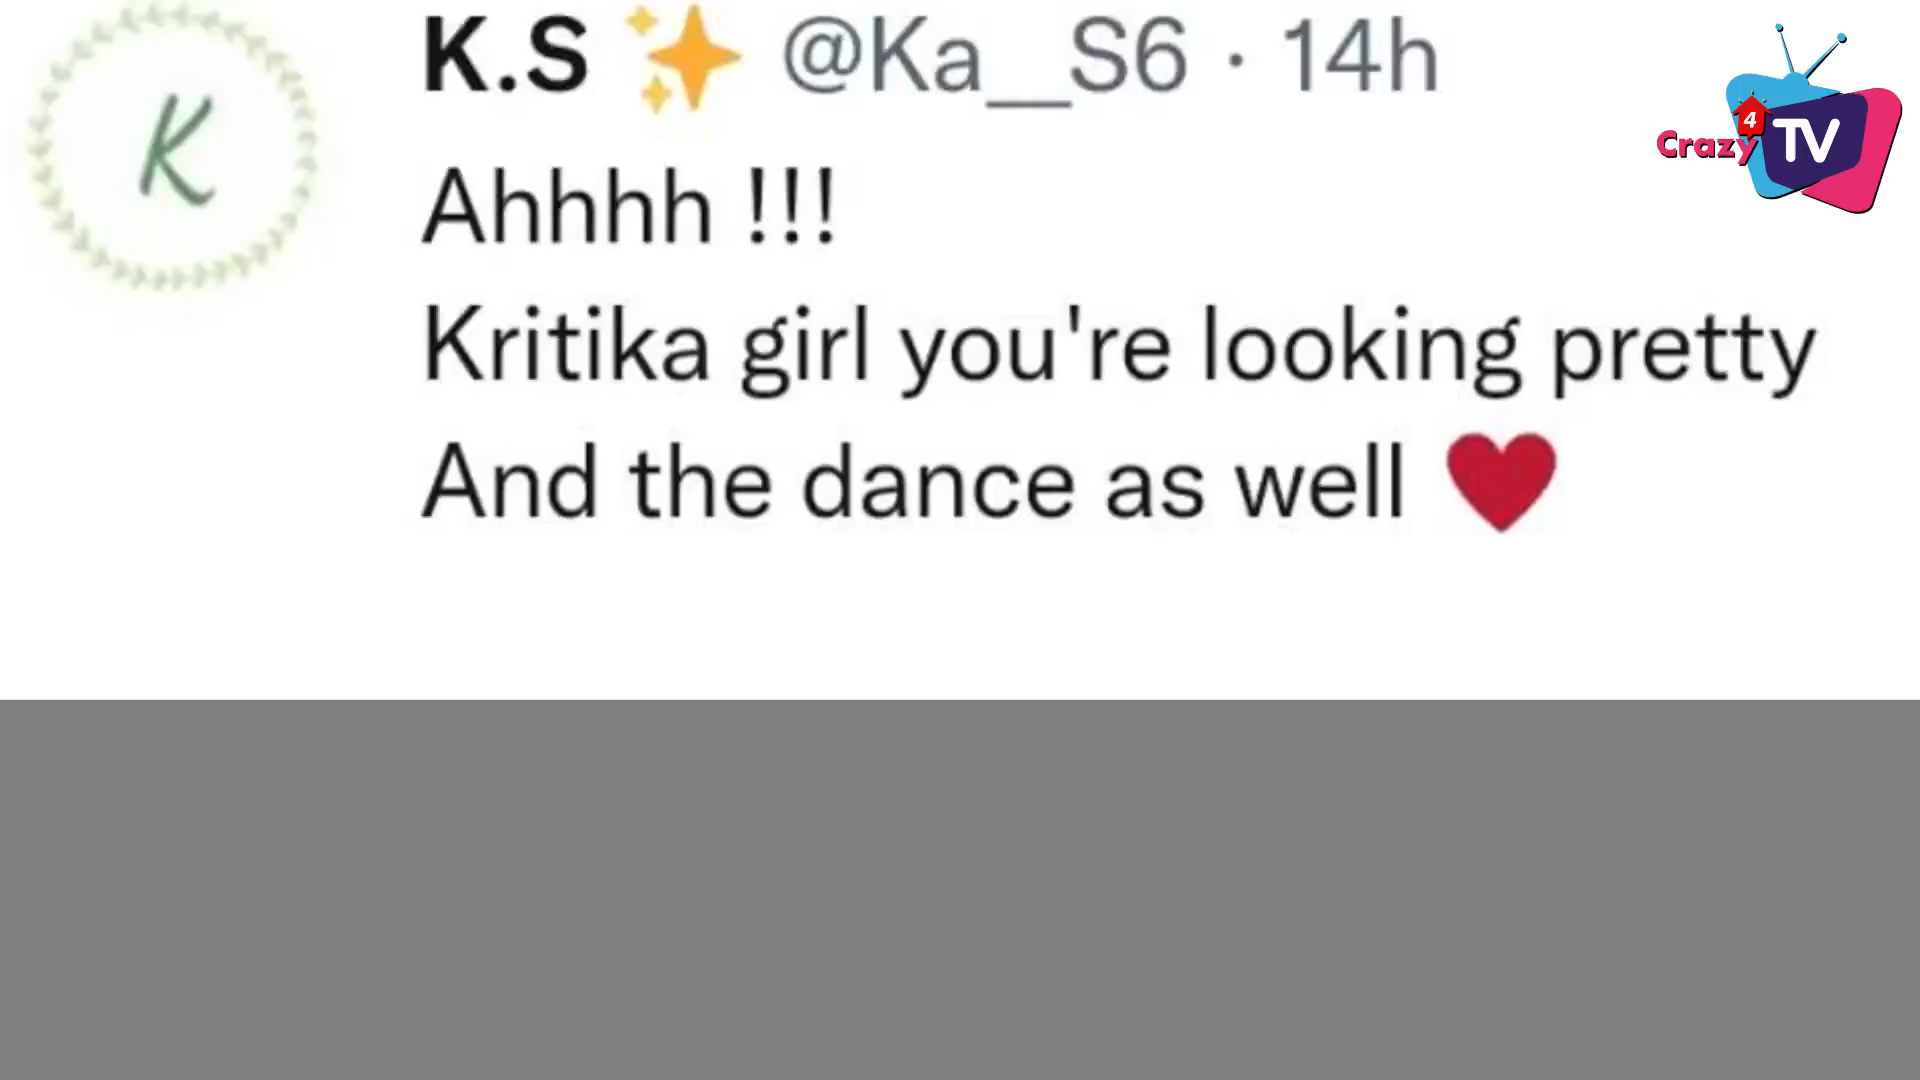 K
K.S ✨ @Ka__S6 · 14h
Ahhhh !!!
Kritika girl you're looking pretty
And the dance as well ♥️
Crazy 4 TV